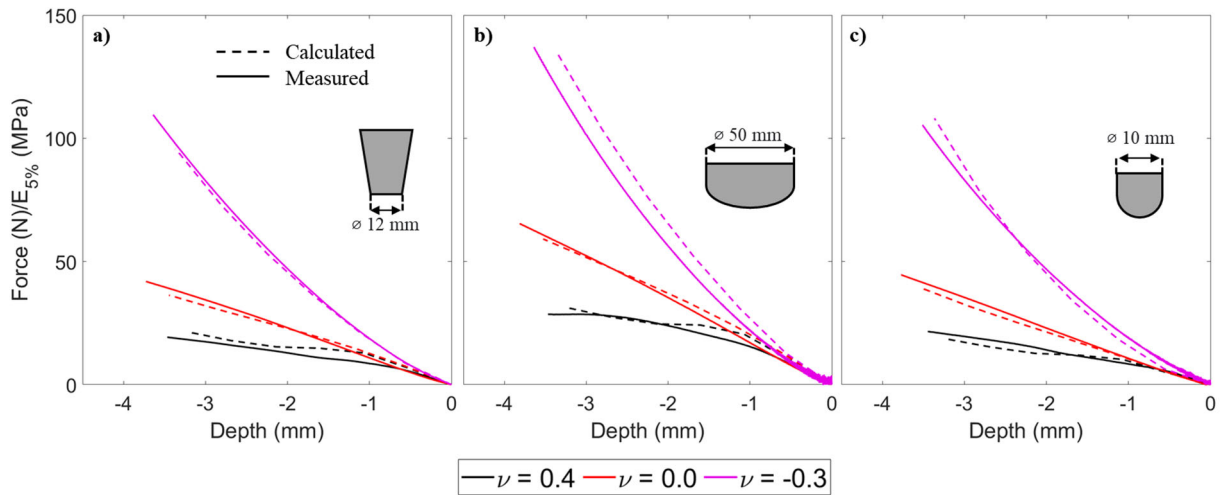 a)
Calculated
Measured
⌀ 12 mm
b)
⌀ 50 mm
c)
⌀ 10 mm
150
100
50
0
Force (N)/E5% (MPa)
-4 -3 -2 -1 0
-4 -3 -2 -1 0
-4 -3 -2 -1 0
Depth (mm) Depth (mm) Depth (mm)
ν = 0.4 ν = 0.0 ν = -0.3